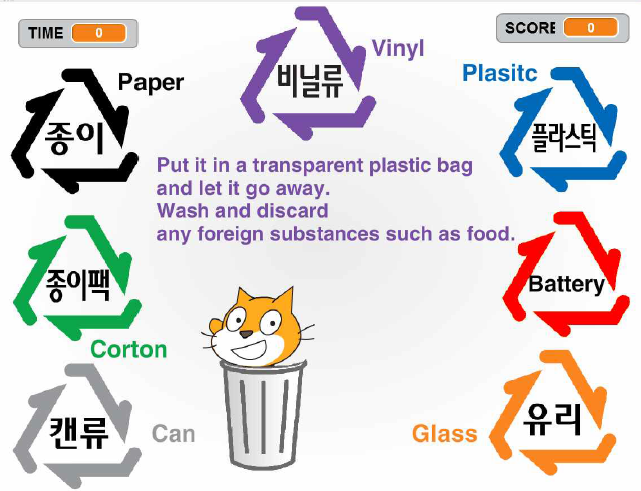 TIME 0
SCORE 0
비닐류
Vinyl
Paper
종이
Plasitc
플라스틱
Put it in a transparent plastic bag
and let it go away.
Wash and discard
any foreign substances such as food.
종이팩
Corton
Battery
캔류
Can
Glass
유리